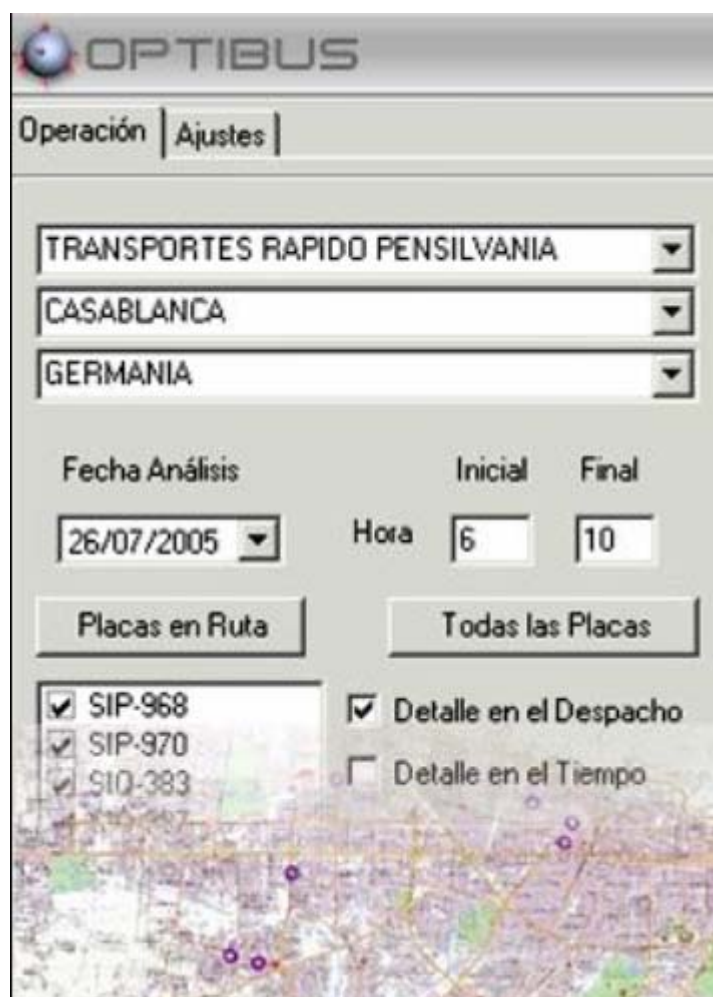 OPTIBUS
Operación Ajustes
TRANSPORTES RAPIDO PENSILVANIA
CASABLANCA
GERMANIA
Fecha Análisis Inicial Final
26/07/2005 Hora 6 10
Placas en Ruta Todas las Placas
SIP-968 Detalle en el Despacho
SIP-970 Detalle en el Tiempo
SIQ-383